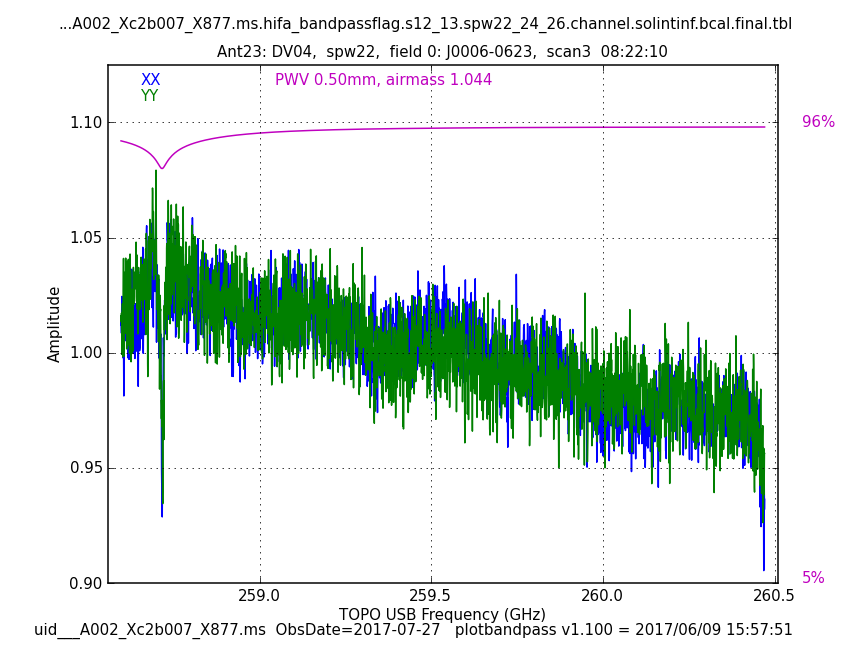 ...A002_Xc2b007_X877.ms.hifa_bandpassflag.s12_13.spw22_24_26.channel.solintinf.bcal.final.tbl
Ant23: DV04, spw22, field 0: J0006-0623, scan3 08:22:10
XX
PWV 0.50mm, airmass 1.044
YY
1.10
96%
1.05
Amplitude
1.00
0.95
0.90
5%
259.0 259.5 260.0 260.5
TOPO USB Frequency (GHz)
uid___A002_Xc2b007_X877.ms ObsDate=2017-07-27 plotbandpass v1.100 = 2017/06/09 15:57:51